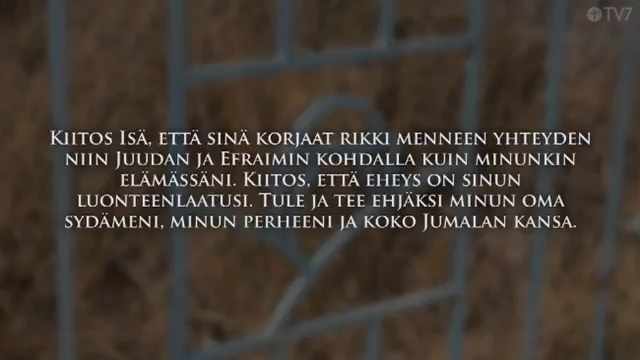 TV7
Kiitos Isä, että sinä korjaat rikki menneen yhteyden
niin Juudan ja Efraimin kohdalla kuin minunkin
elämässäni. Kiitos, että eheys on sinun
luonteenlaatusi. Tule ja tee ehjäksi minun oma
sydämeni, minun perheeni ja koko Jumalan kansa.